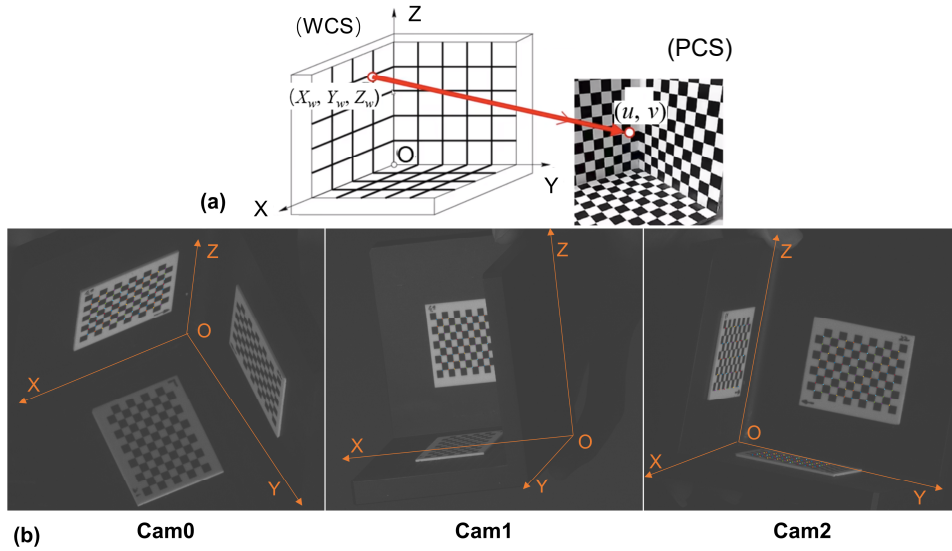 (WCS)
Z
(PCS)
(Xw, Yw, Zw)
(u, v)
O
Y
X
(a)
Z
O
X
Y
Z
X
O
Y
Z
O
X
Y
(b)
Cam0
Cam1
Cam2